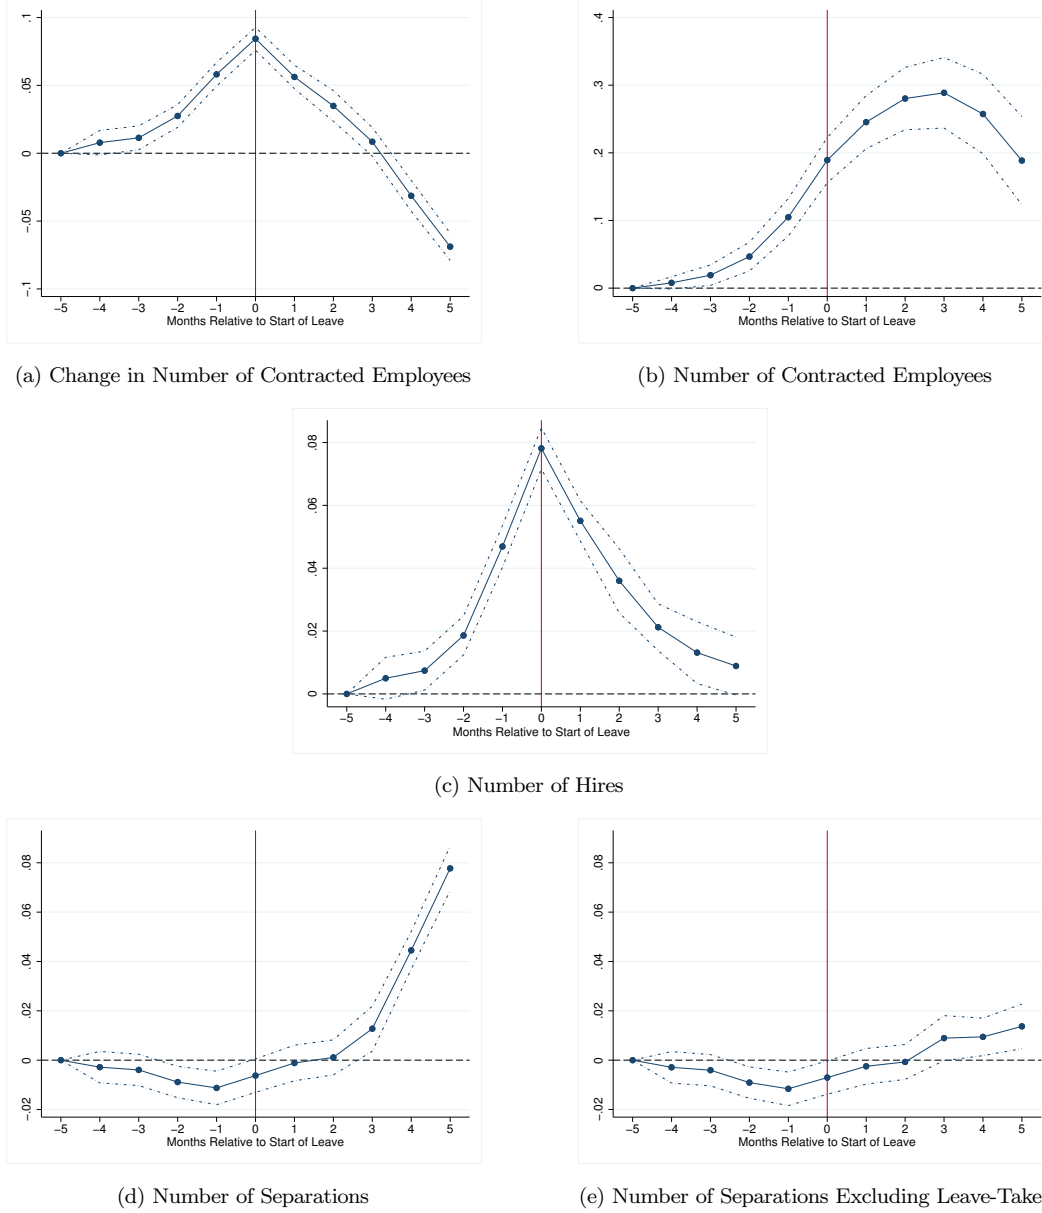 .1
.05
0
−.05
−.1
−5 −4 −3 −2 −1 0 1 2 3 4 5
Months Relative to Start of Leave
(a) Change in Number of Contracted Employees
.4
.3
.2
.1
0
−5 −4 −3 −2 −1 0 1 2 3 4 5
Months Relative to Start of Leave
(b) Number of Contracted Employees
.08
.06
.04
.02
0
−5 −4 −3 −2 −1 0 1 2 3 4 5
Months Relative to Start of Leave
(c) Number of Hires
.08
.06
.04
.02
0
−.02
−5 −4 −3 −2 −1 0 1 2 3 4 5
Months Relative to Start of Leave
(d) Number of Separations
.08
.06
.04
.02
0
−.02
−5 −4 −3 −2 −1 0 1 2 3 4 5
Months Relative to Start of Leave
(e) Number of Separations Excluding Leave-Take